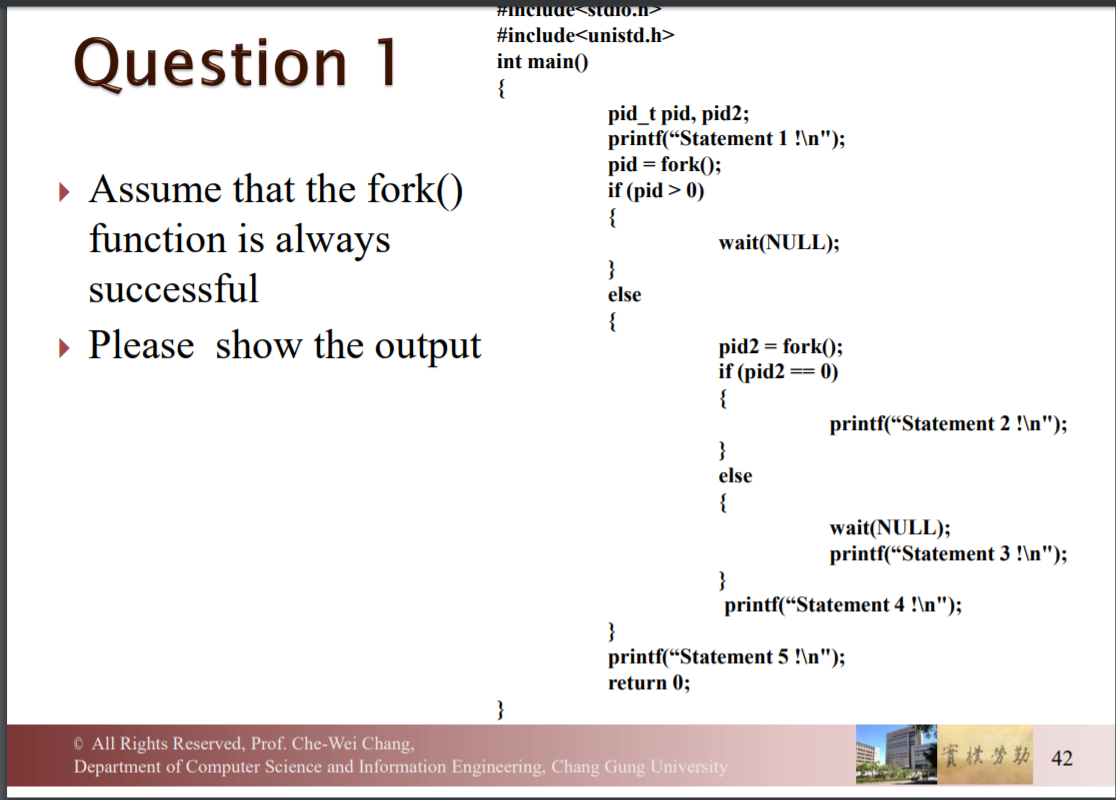 Question 1
Assume that the fork()
function is always
successful
Please show the output
#include<stdio.h>
#include<unistd.h>
int main()
{
pid_t pid, pid2;
printf(“Statement 1 !\n");
pid = fork();
if (pid > 0)
{
wait(NULL);
}
else
{
pid2 = fork();
if (pid2 == 0)
{
printf(“Statement 2 !\n");
}
else
{
wait(NULL);
printf(“Statement 3 !\n");
}
printf(“Statement 4 !\n");
}
printf(“Statement 5 !\n");
return 0;
}
© All Rights Reserved, Prof. Che-Wei Chang,
Department of Computer Science and Information Engineering, Chang Gung University
勤勞樸實
42